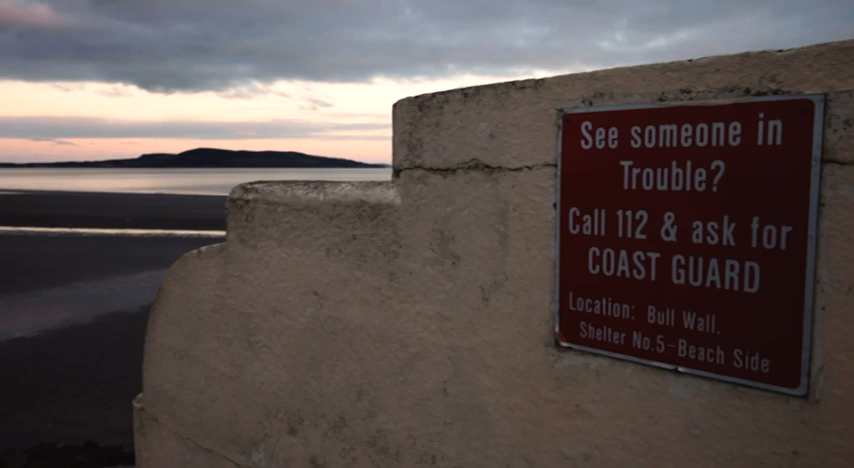 See someone in
Trouble?
Call 112 & ask for
COAST GUARD
Location: Bull Wall.
Shelter No.5-Beach Side